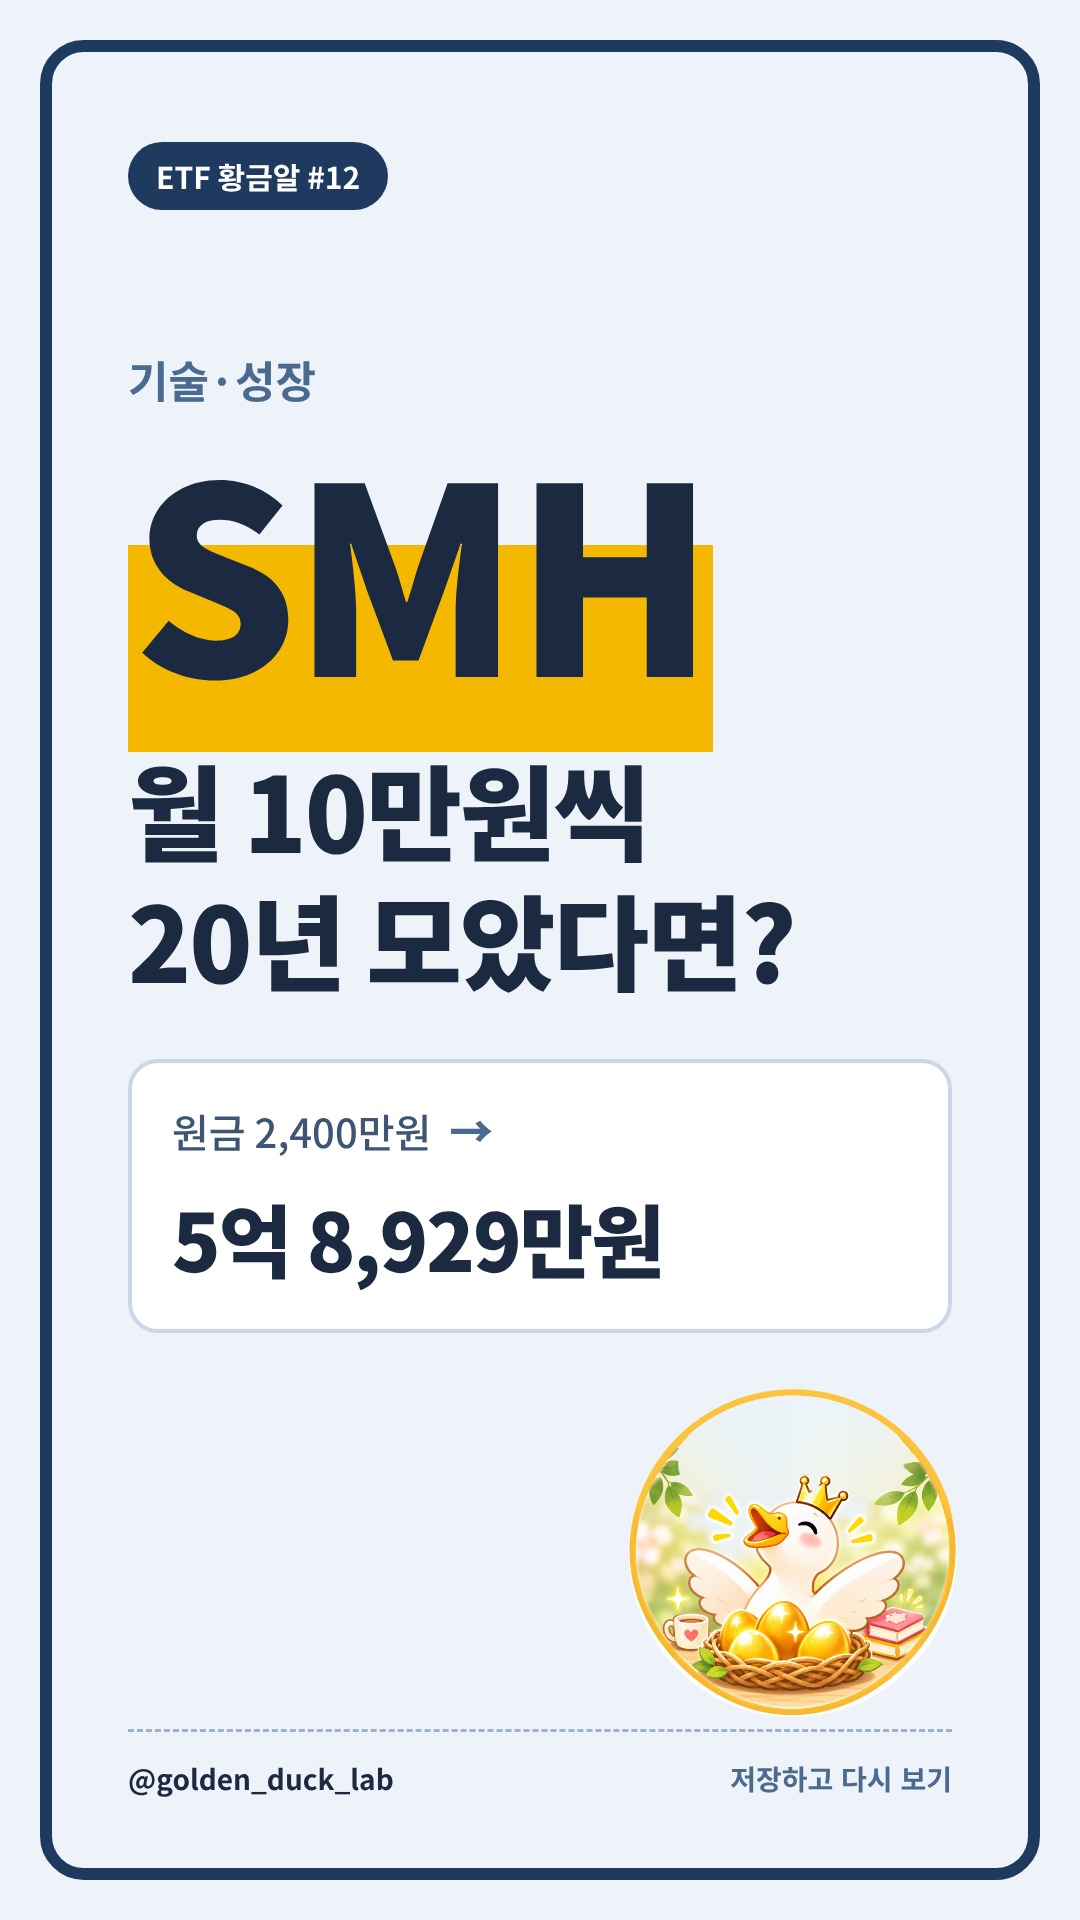 ETF 황금알 #12
기술·성장
SMH
월 10만원씩
20년 모았다면?
원금 2,400만원 →
5억 8,929만원
@golden_duck_lab
저장하고 다시 보기